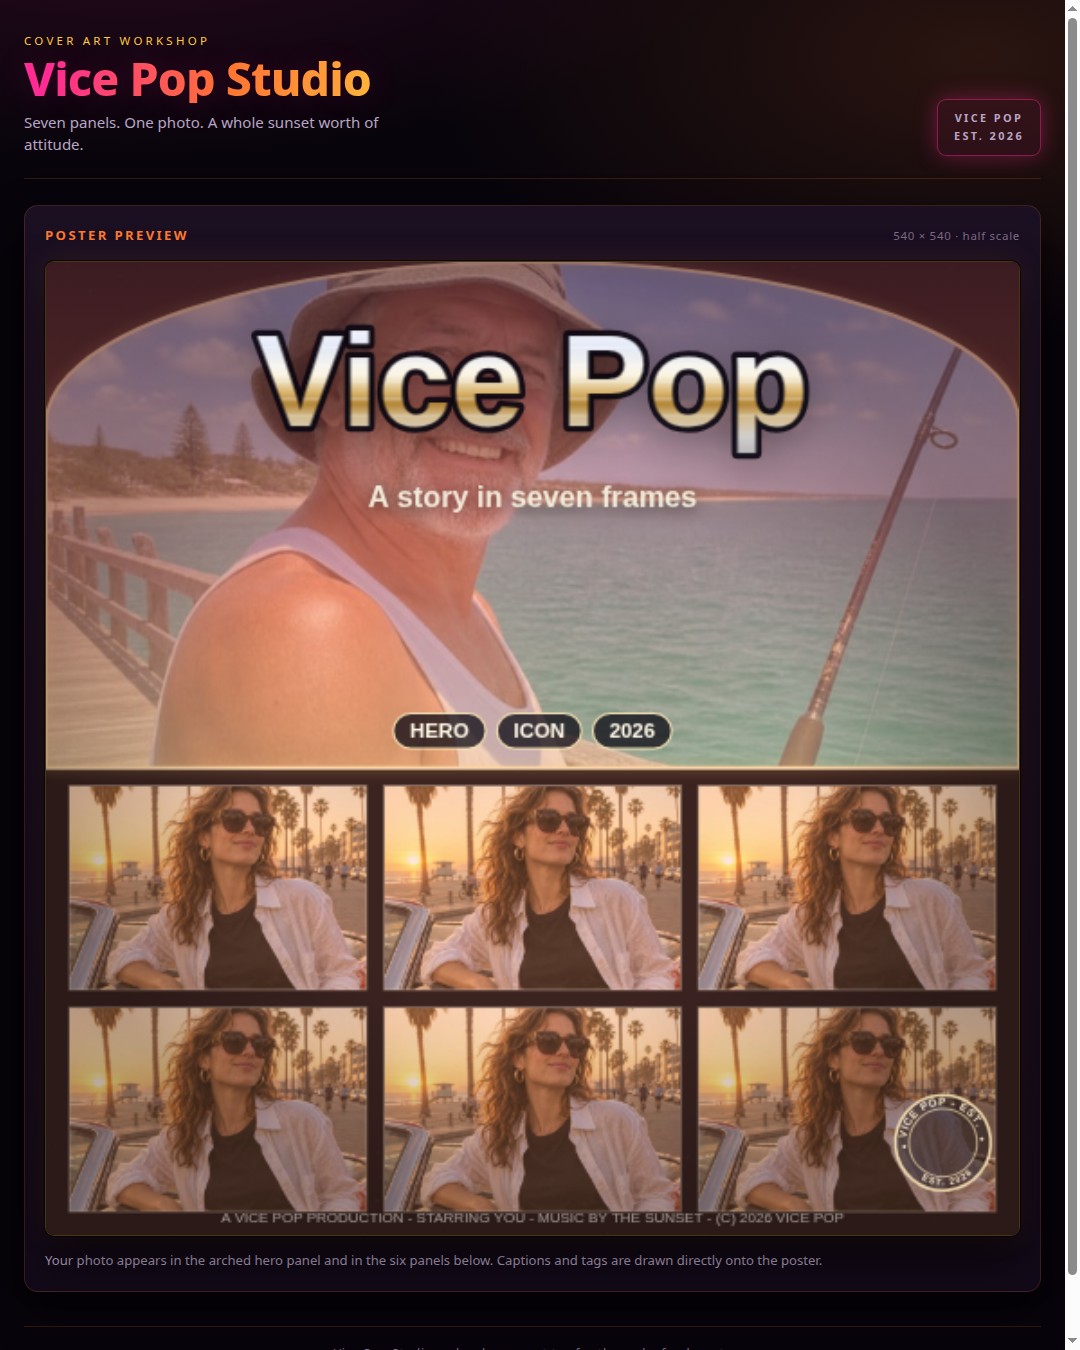 COVER ART WORKSHOP
Vice Pop Studio
Seven panels. One photo. A whole sunset worth of
attitude.
VICE POP
EST. 2026
POSTER PREVIEW
540 × 540 · half scale
Vice Pop
A story in seven frames
HERO
ICON
2026
VICE POP - EST.
EST. 2026
A VICE POP PRODUCTION - STARRING YOU - MUSIC BY THE SUNSET - (C) 2026 VICE POP
Your photo appears in the arched hero panel and in the six panels below. Captions and tags are drawn directly onto the poster.